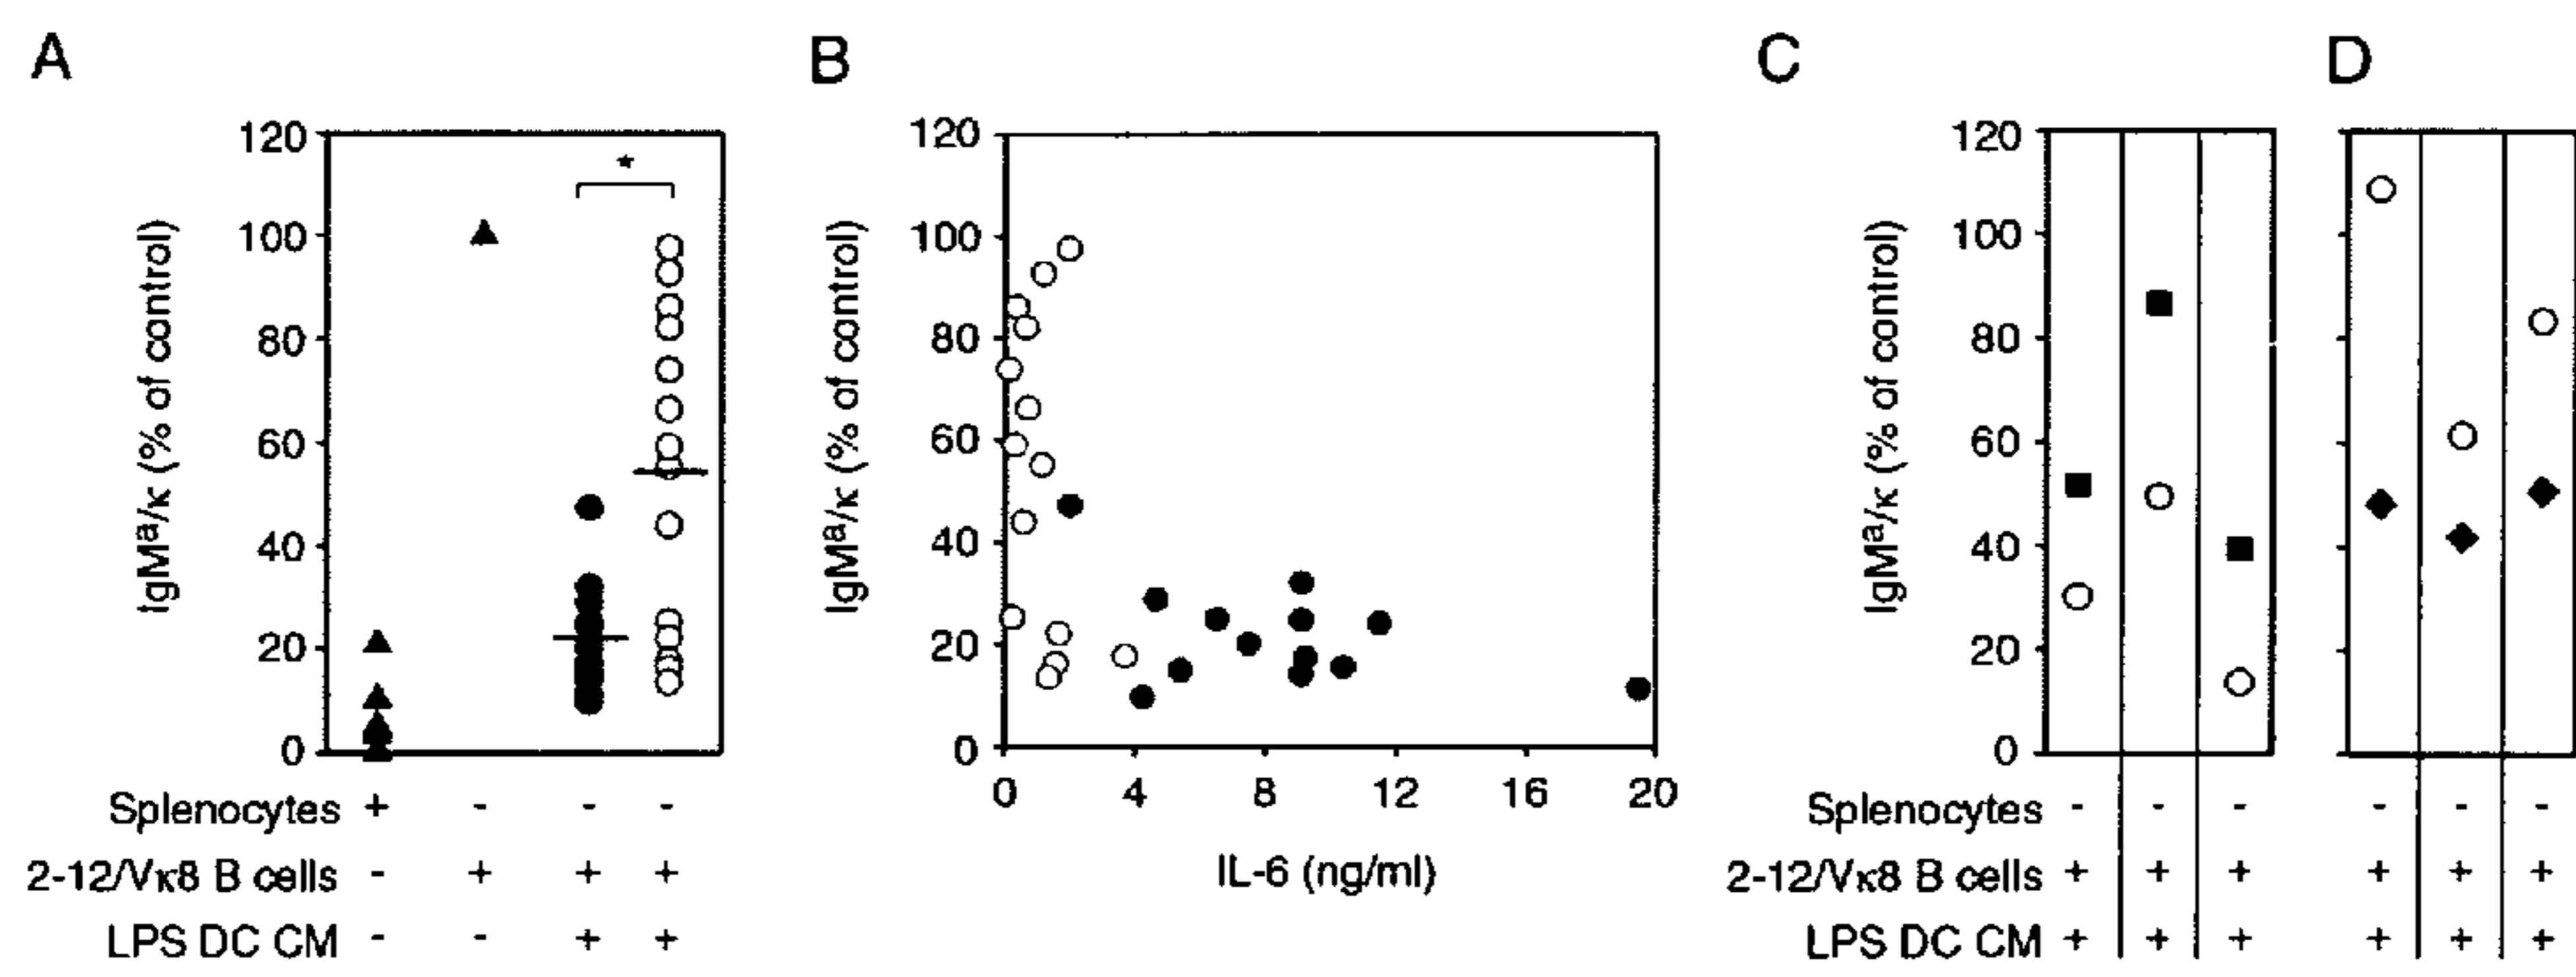 A
IgMᵃ/κ (% of control)
120
100
80
60
40
20
0
*
Splenocytes + - - -
2-12/Vκ8 B cells - + + +
LPS DC CM - - + +
B
IgMᵃ/κ (% of control)
120
100
80
60
40
20
0
0 4 8 12 16 20
IL-6 (ng/ml)
C
IgMᵃ/κ (% of control)
120
100
80
60
40
20
0
Splenocytes - - -
2-12/Vκ8 B cells + + +
LPS DC CM + + +
D
- - -
+ + +
+ + +